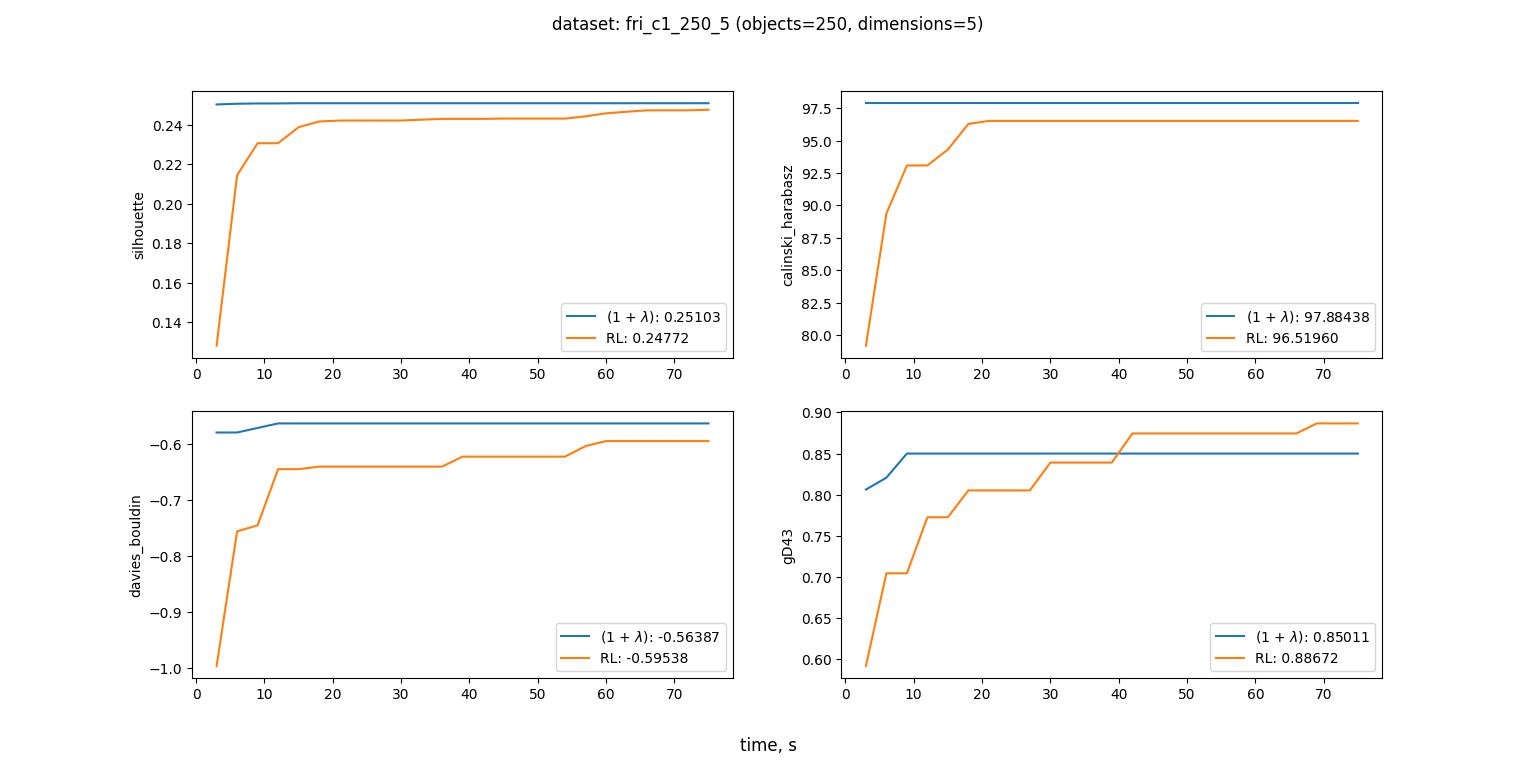 dataset: fri_c1_250_5 (objects=250, dimensions=5)
silhouette
0.24
0.22
0.20
0.18
0.16
0.14
0 10 20 30 40 50 60 70
(1 + λ): 0.25103
RL: 0.24772
calinski_harabasz
97.5
95.0
92.5
90.0
87.5
85.0
82.5
80.0
0 10 20 30 40 50 60 70
(1 + λ): 97.88438
RL: 96.51960
davies_bouldin
−0.6
−0.7
−0.8
−0.9
−1.0
0 10 20 30 40 50 60 70
(1 + λ): -0.56387
RL: -0.59538
gD43
0.90
0.85
0.80
0.75
0.70
0.65
0.60
0 10 20 30 40 50 60 70
(1 + λ): 0.85011
RL: 0.88672
time, s